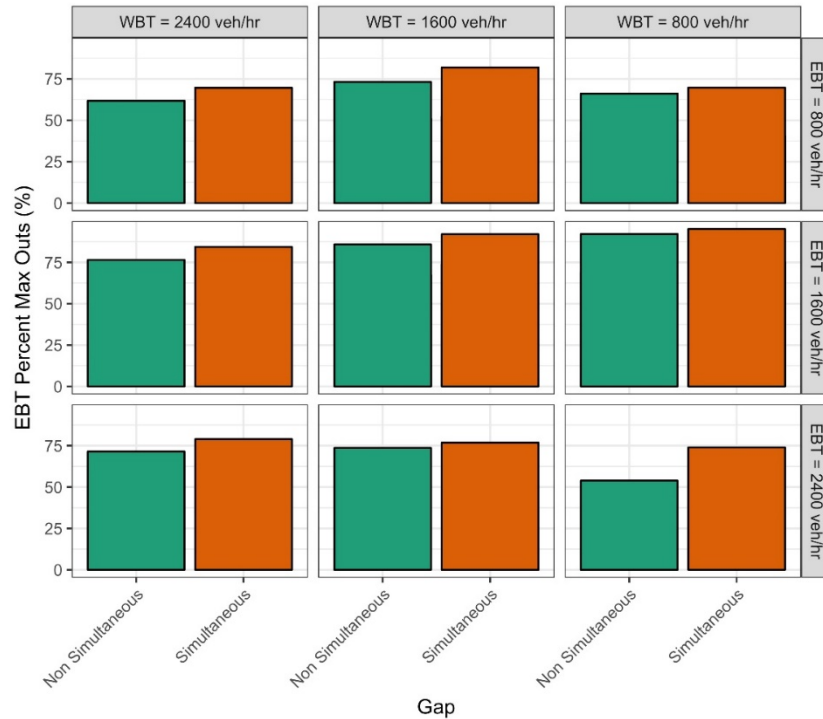 WBT = 2400 veh/hr
WBT = 1600 veh/hr
WBT = 800 veh/hr
EBT Percent Max Outs (%)
75
50
25
0
EBT = 800 veh/hr
75
50
25
0
EBT = 1600 veh/hr
75
50
25
0
EBT = 2400 veh/hr
Non Simultaneous
Simultaneous
Non Simultaneous
Simultaneous
Non Simultaneous
Simultaneous
Gap